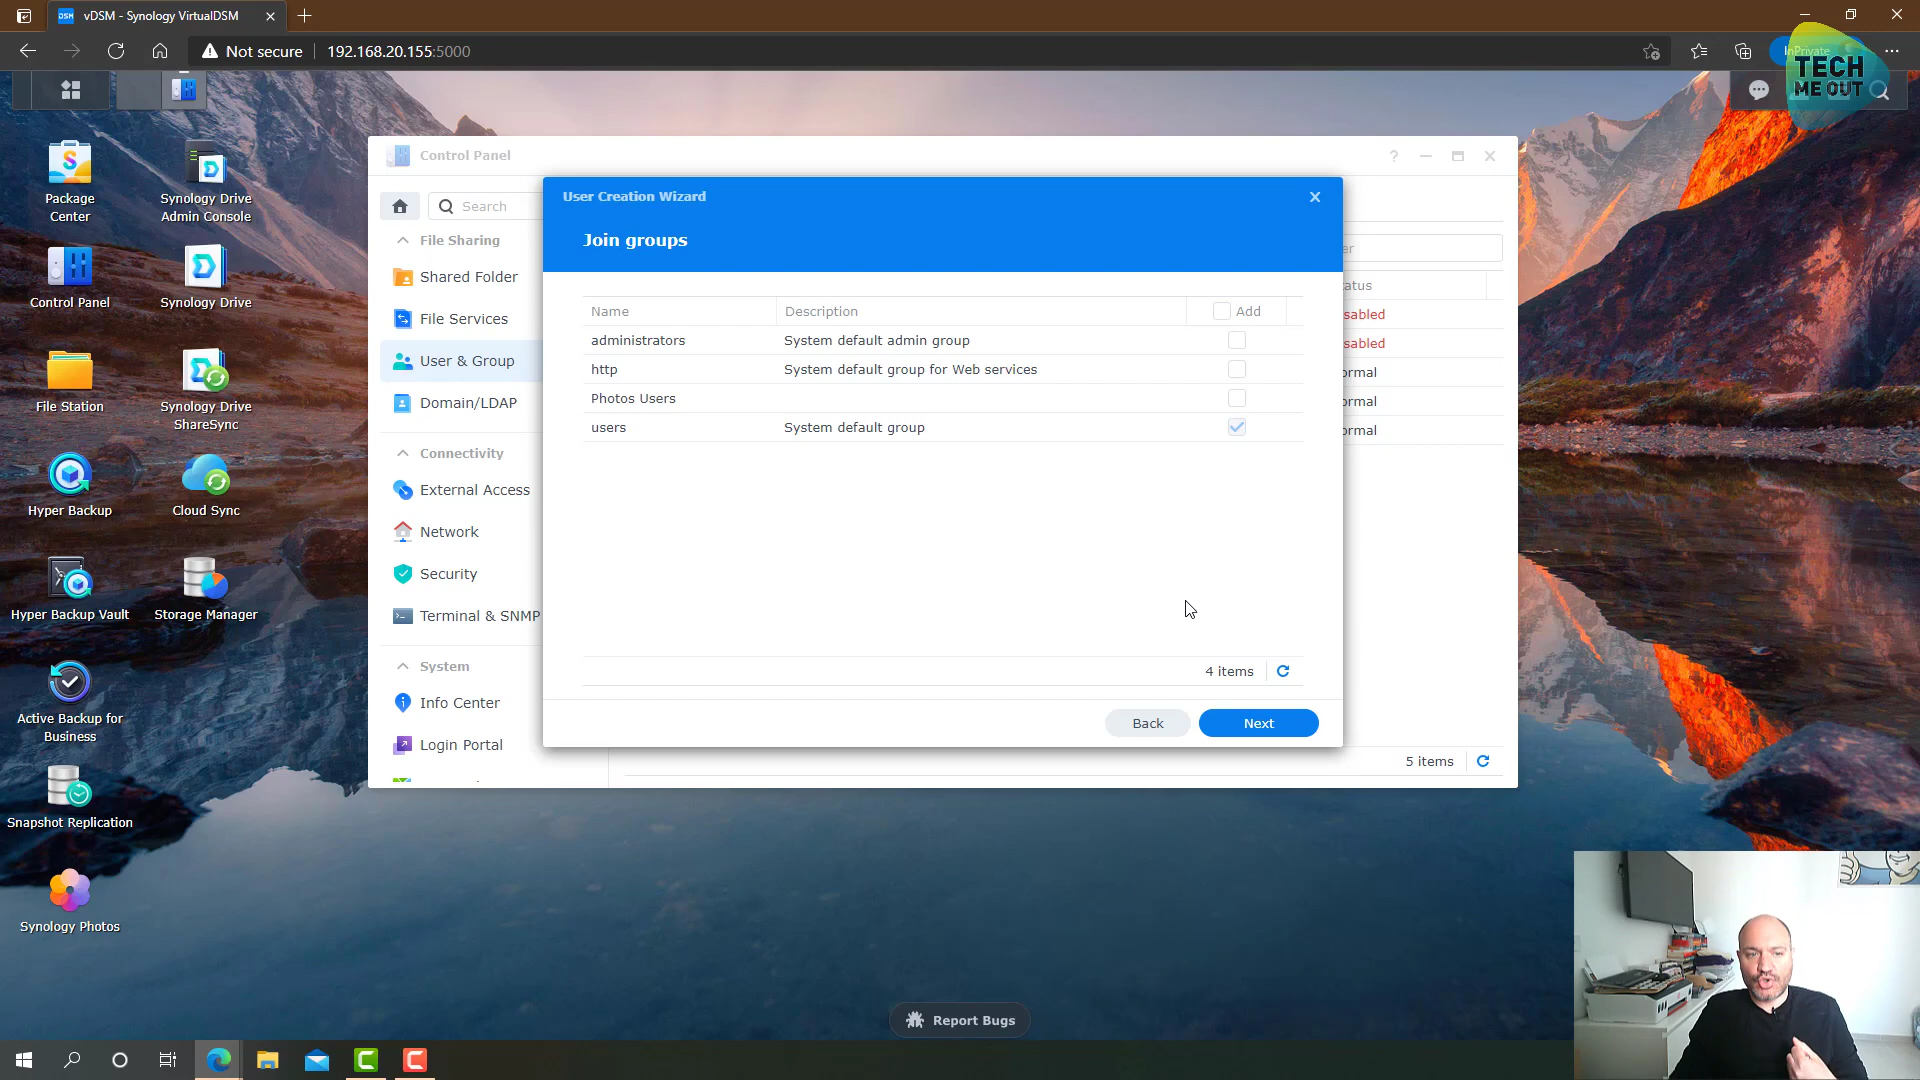 vDSM - Synology VirtualDSM
Not secure
192.168.20.155:5000
InPrivate
TECH
ME OUT
Package
Center
Synology Drive
Admin Console
Control Panel
Synology Drive
File Station
Synology Drive
ShareSync
Hyper Backup
Cloud Sync
Hyper Backup Vault
Storage Manager
Active Backup for
Business
Snapshot Replication
Synology Photos
Control Panel
Search
File Sharing
Shared Folder
File Services
User & Group
Domain/LDAP
Connectivity
External Access
Network
Security
Terminal & SNMP
System
Info Center
Login Portal
User Creation Wizard
Join groups
Name Description Add
administrators System default admin group
http System default group for Web services
Photos Users
users System default group
4 items
Back Next
er
atus
sabled
sabled
ormal
ormal
ormal
5 items
Report Bugs